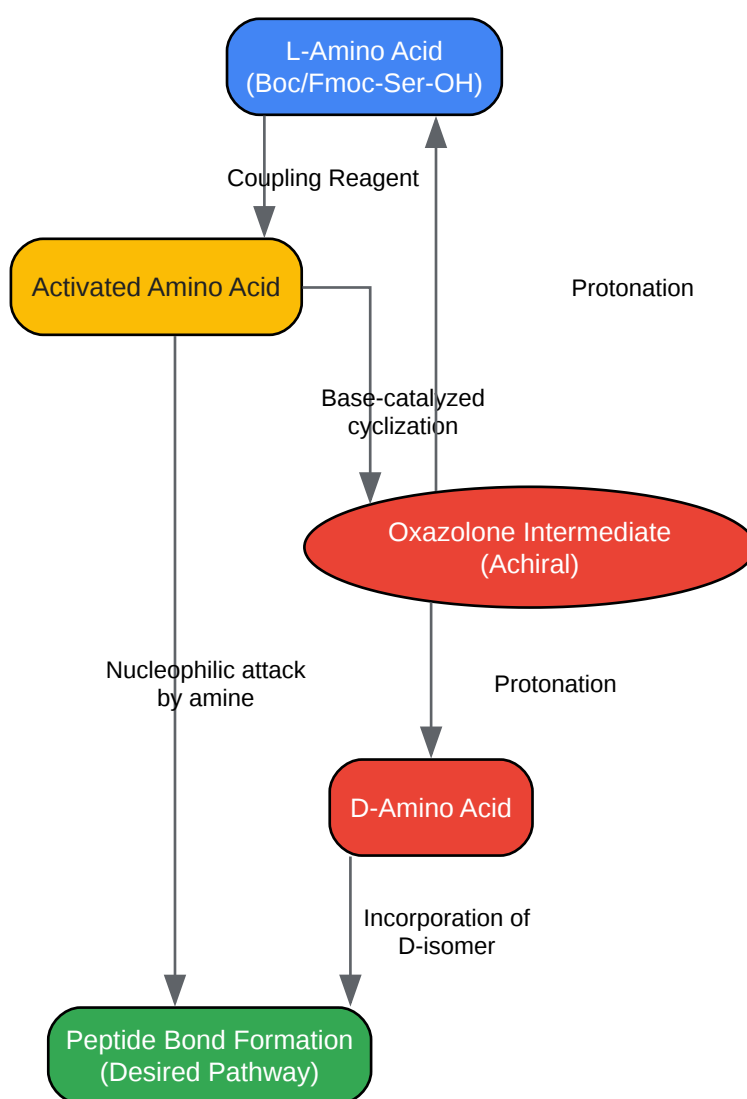 L-Amino Acid
(Boc/Fmoc-Ser-OH)
Coupling Reagent
Activated Amino Acid
Protonation
Base-catalyzed
cyclization
Oxazolone Intermediate
(Achiral)
Nucleophilic attack
by amine
Protonation
D-Amino Acid
Incorporation of
D-isomer
Peptide Bond Formation
(Desired Pathway)